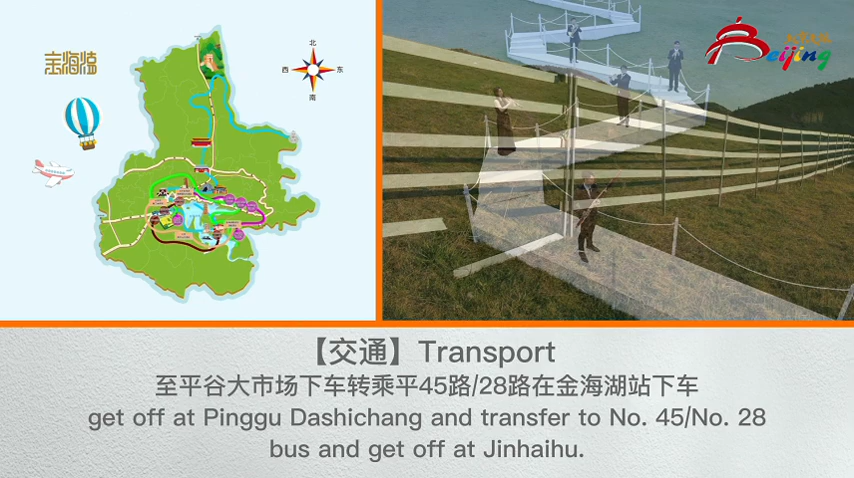 金海湖
北
西
东
南
Beijing
【交通】Transport
至平谷大市场下车转乘平45路/28路在金海湖站下车
get off at Pinggu Dashichang and transfer to No. 45/No. 28
bus and get off at Jinhaihu.